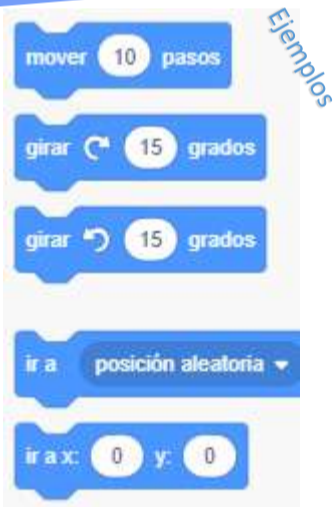 Ejemplos
mover 10 pasos
girar 15 grados
girar 15 grados
ir a posición aleatoria
ir a x: 0 y: 0